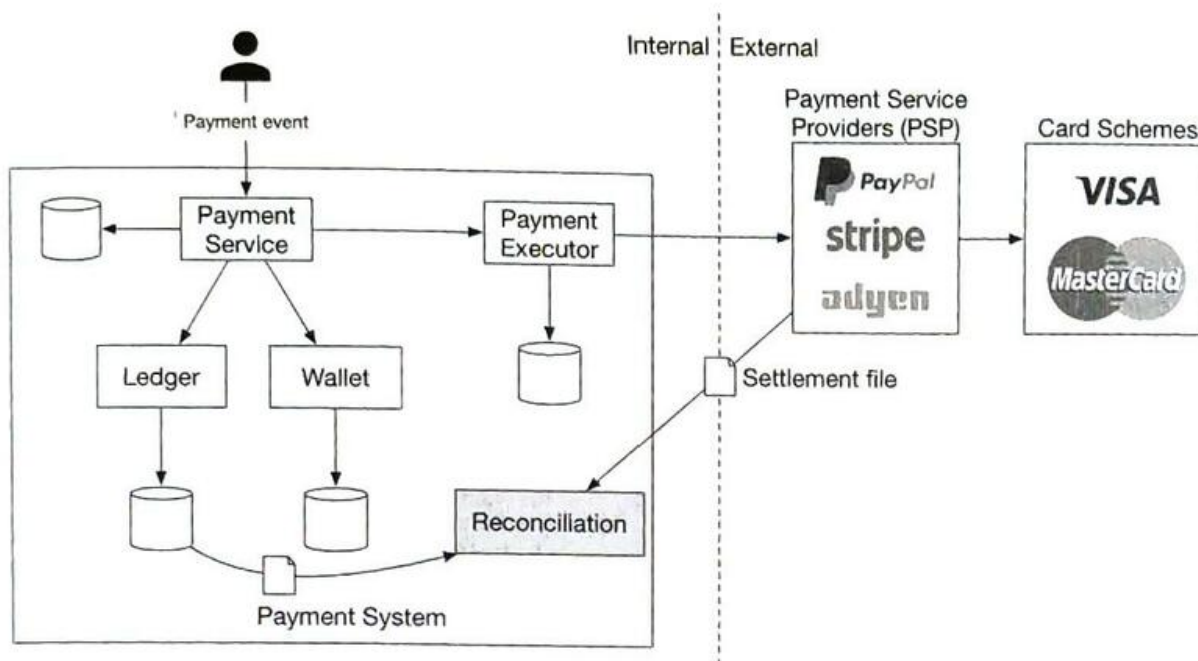 Internal
External
Payment event
Payment Service
Providers (PSP)
Card Schemes
PayPal
stripe
adyen
VISA
MasterCard
Payment
Service
Payment
Executor
Ledger
Wallet
Settlement file
Reconciliation
Payment System